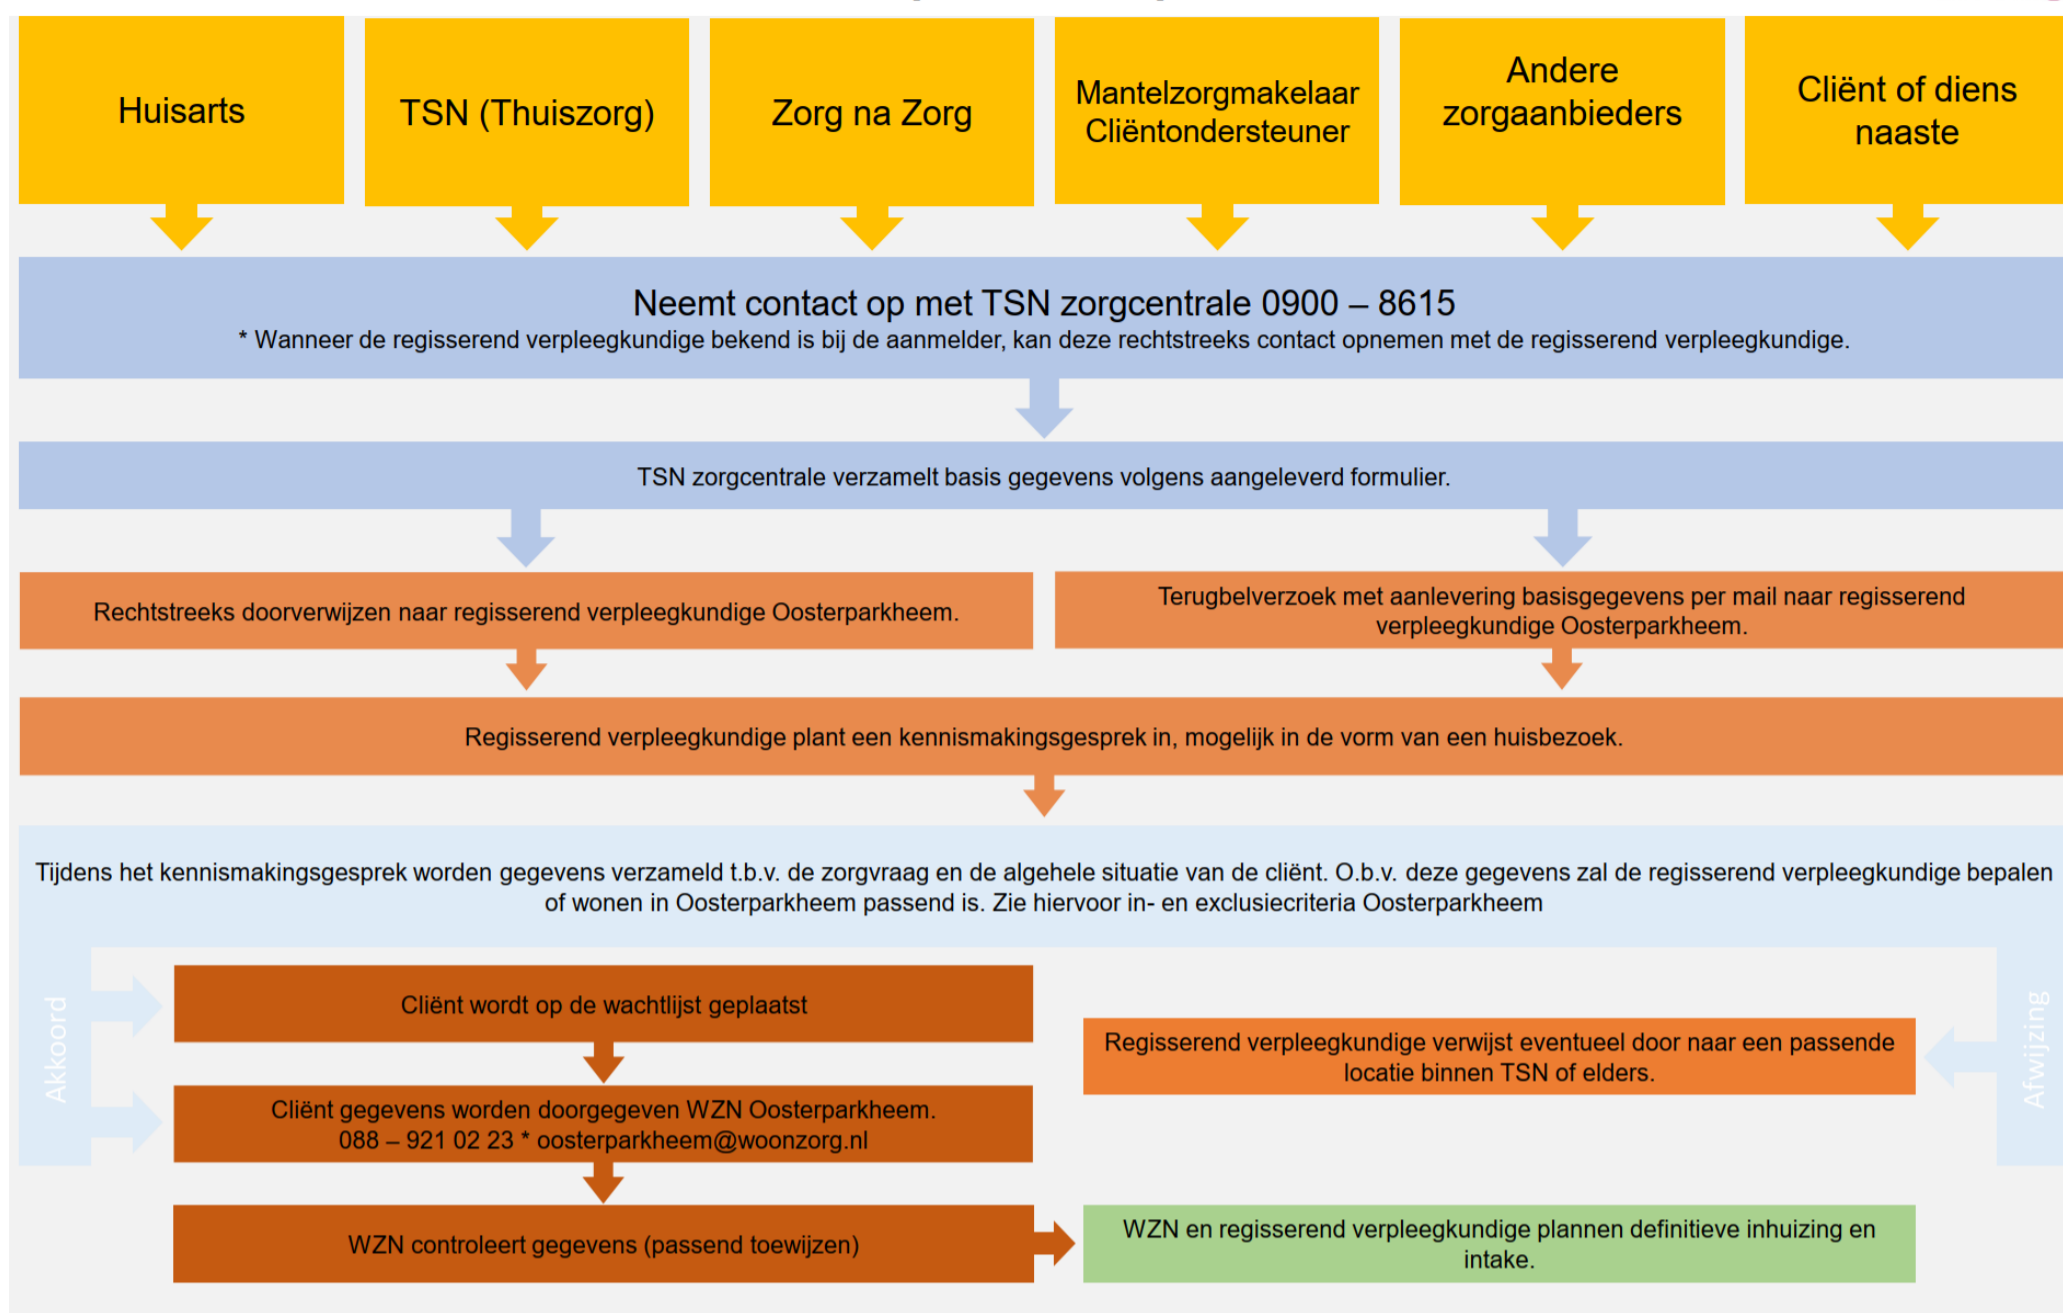 Huisarts
TSN (Thuiszorg)
Zorg na Zorg
Mantelzorgmakelaar
Cliëntondersteuner
Andere
zorgaanbieders
Cliënt of diens
naaste
Neemt contact op met TSN zorgcentrale 0900 – 8615
* Wanneer de regisserend verpleegkundige bekend is bij de aanmelder, kan deze rechtstreeks contact opnemen met de regisserend verpleegkundige.
TSN zorgcentrale verzamelt basis gegevens volgens aangeleverd formulier.
Rechtstreeks doorverwijzen naar regisserend verpleegkundige Oosterparkheem.
Terugbelverzoek met aanlevering basisgegevens per mail naar regisserend
verpleegkundige Oosterparkheem.
Regisserend verpleegkundige plant een kennismakingsgesprek in, mogelijk in de vorm van een huisbezoek.
Tijdens het kennismakingsgesprek worden gegevens verzameld t.b.v. de zorgvraag en de algehele situatie van de cliënt. O.b.v. deze gegevens zal de regisserend verpleegkundige bepalen
of wonen in Oosterparkheem passend is. Zie hiervoor in- en exclusiecriteria Oosterparkheem
Akkoord
Cliënt wordt op de wachtlijst geplaatst
Cliënt gegevens worden doorgegeven WZN Oosterparkheem.
088 – 921 02 23 * oosterparkheem@woonzorg.nl
WZN controleert gegevens (passend toewijzen)
Afwijzing
Regisserend verpleegkundige verwijst eventueel door naar een passende
locatie binnen TSN of elders.
WZN en regisserend verpleegkundige plannen definitieve inhuizing en
intake.